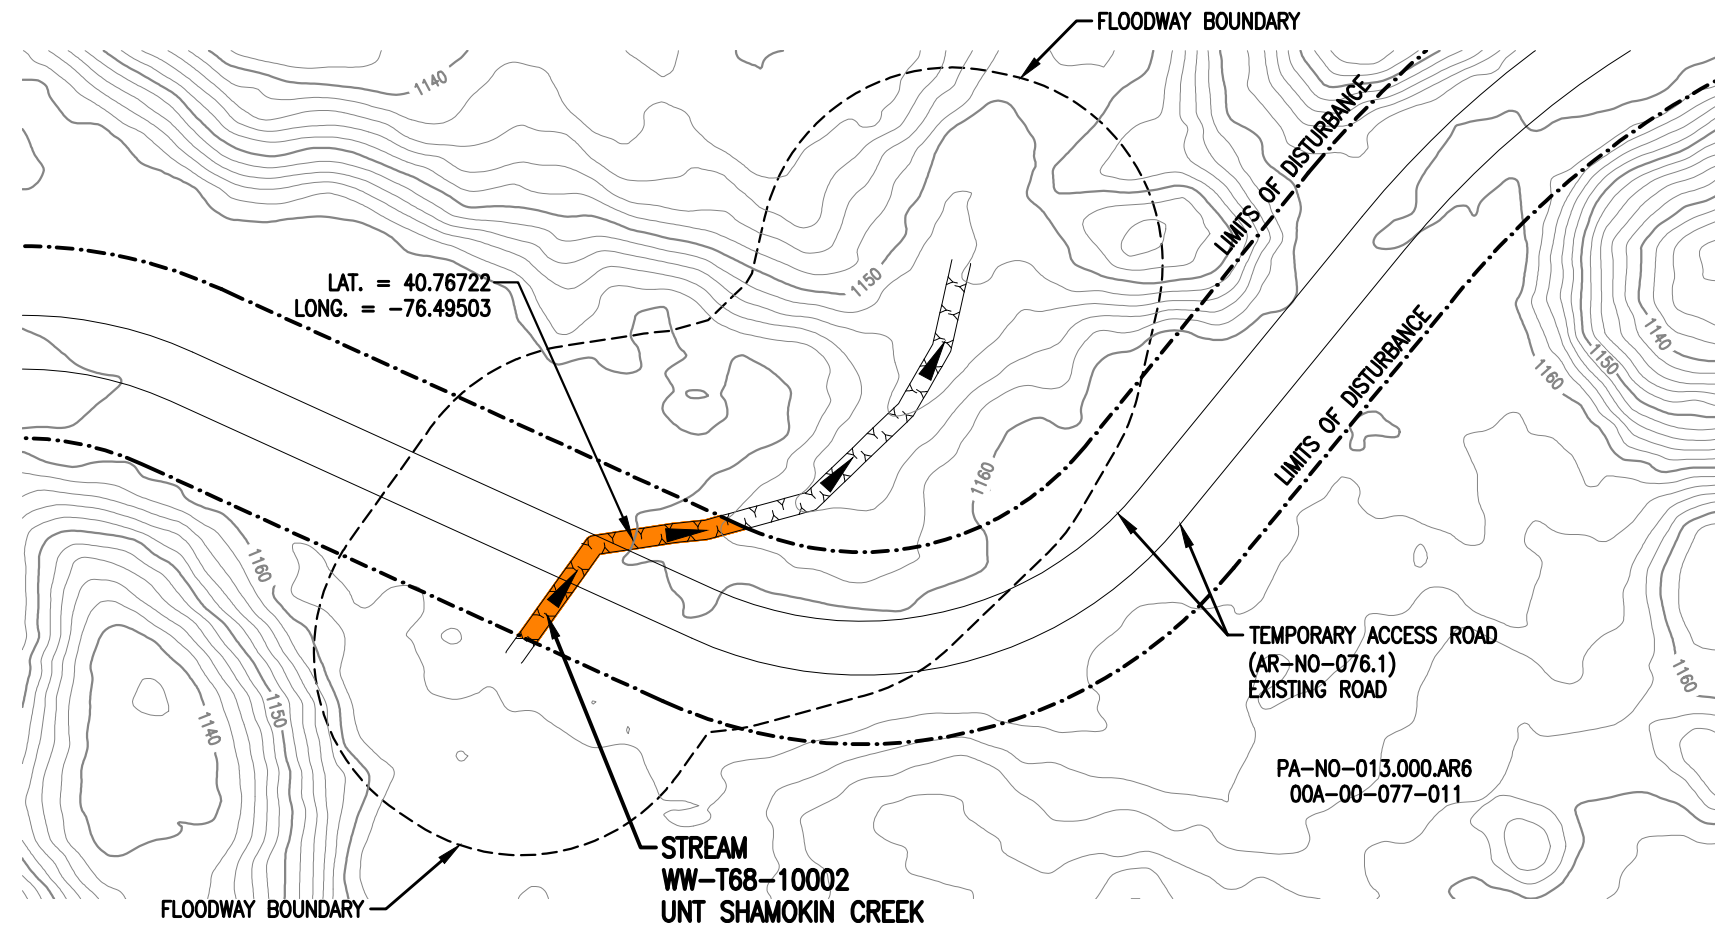 FLOODWAY BOUNDARY
1140
LIMITS OF DISTURBANCE
LAT. = 40.76722
LONG. = -76.49503
1150
1140
1150
1160
LIMITS OF DISTURBANCE
1160
1160
TEMPORARY ACCESS ROAD
(AR-NO-076.1)
EXISTING ROAD
1160
1150
1140
PA-NO-013.000.AR6
00A-00-077-011
STREAM
WW-T68-10002
UNT SHAMOKIN CREEK
FLOODWAY BOUNDARY